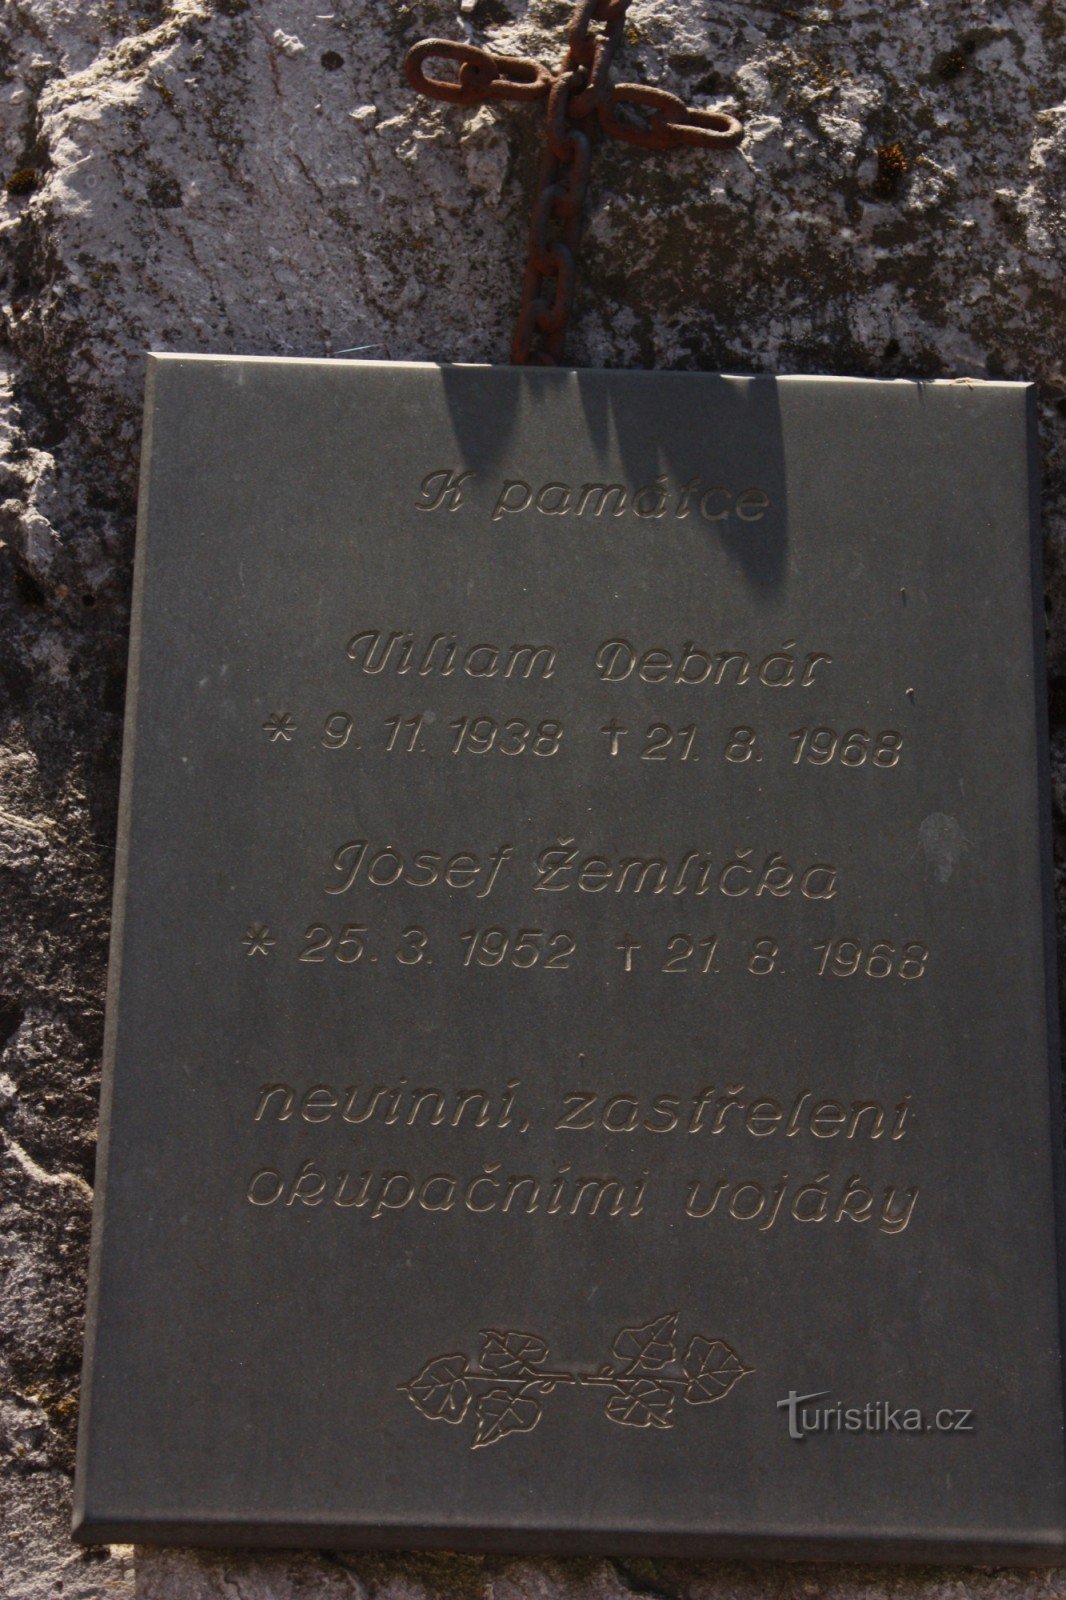 K památce
Viliam Debnár
* 9. 11. 1938 † 21. 8. 1968
Josef Žemlička
* 25. 3. 1952 † 21. 8. 1968
nevinní, zastřeleni
okupačními vojáky
Turistika.cz